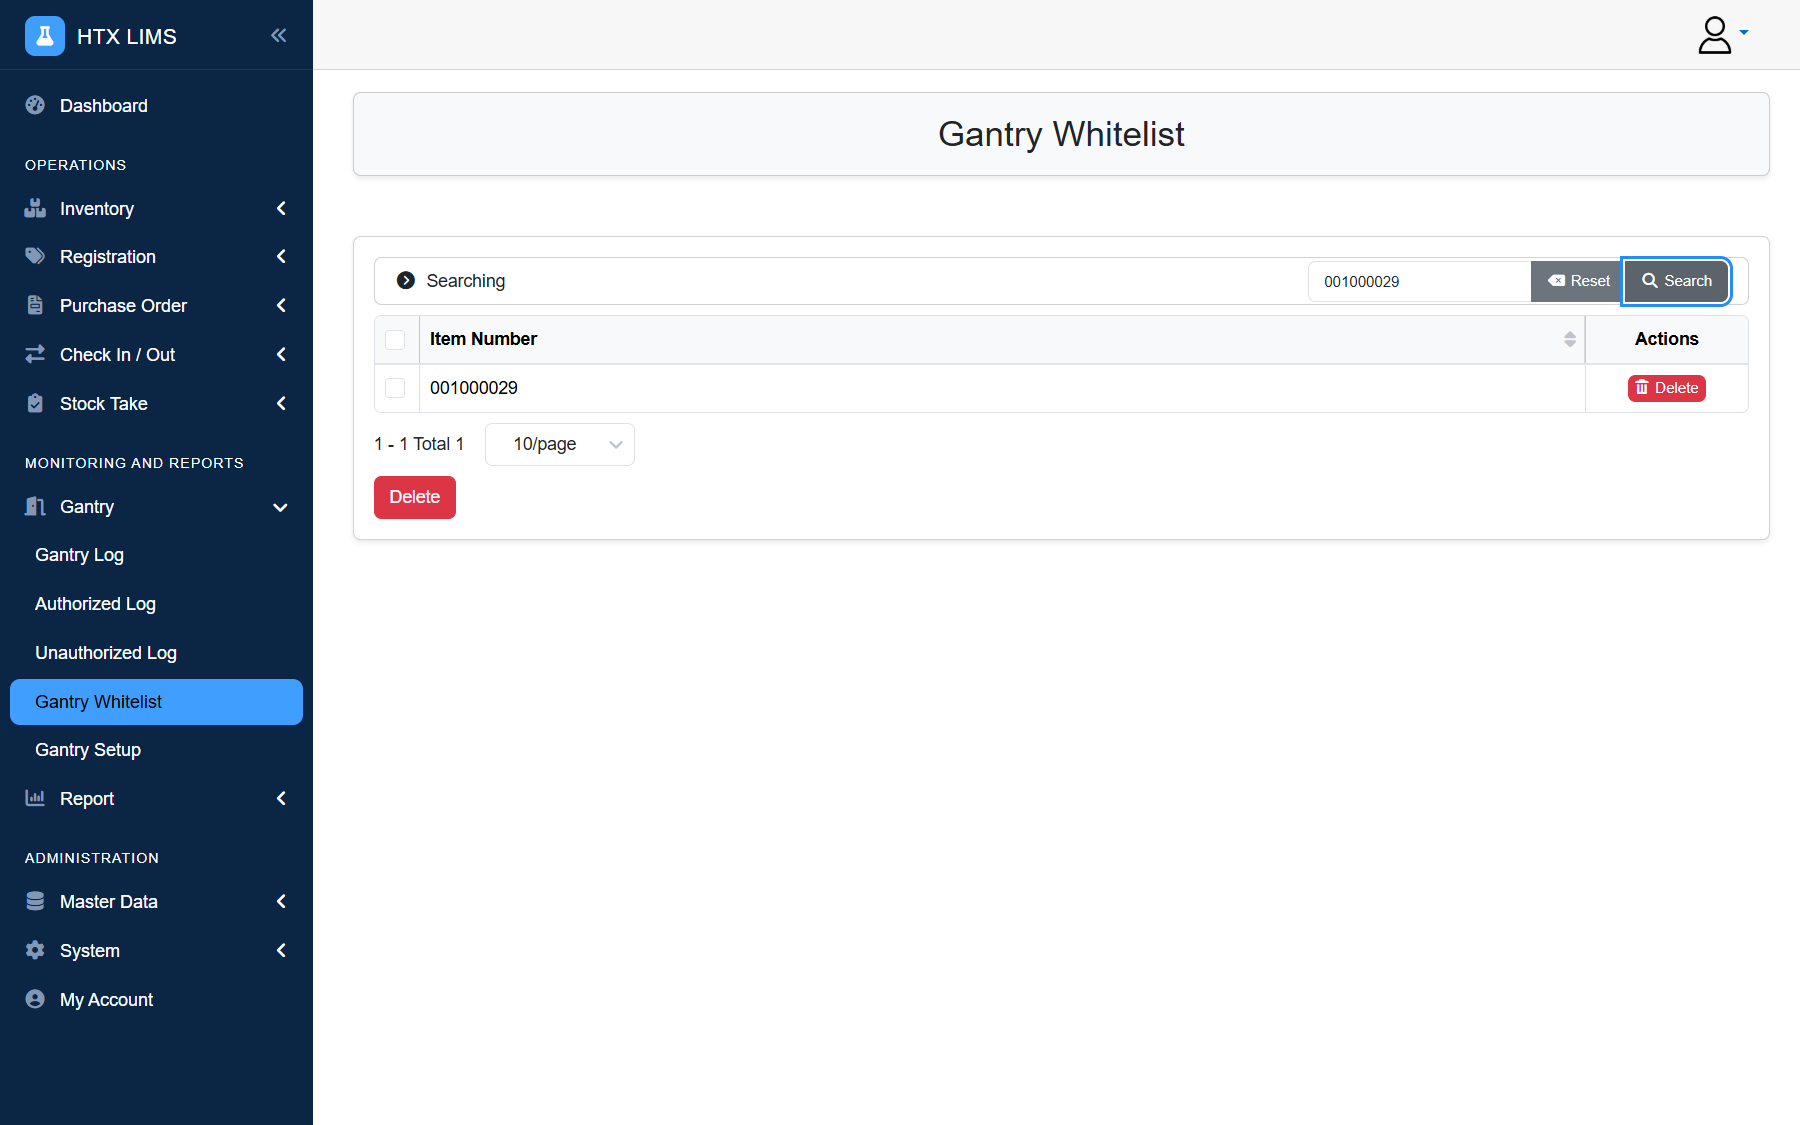 HTX LIMS
Dashboard
OPERATIONS
Inventory
Registration
Purchase Order
Check In / Out
Stock Take
MONITORING AND REPORTS
Gantry
Gantry Log
Authorized Log
Unauthorized Log
Gantry Whitelist
Gantry Setup
Report
ADMINISTRATION
Master Data
System
My Account
Gantry Whitelist
Searching
001000029
Reset
Search
Item Number
Actions
001000029
Delete
1 - 1 Total 1
10/page
Delete